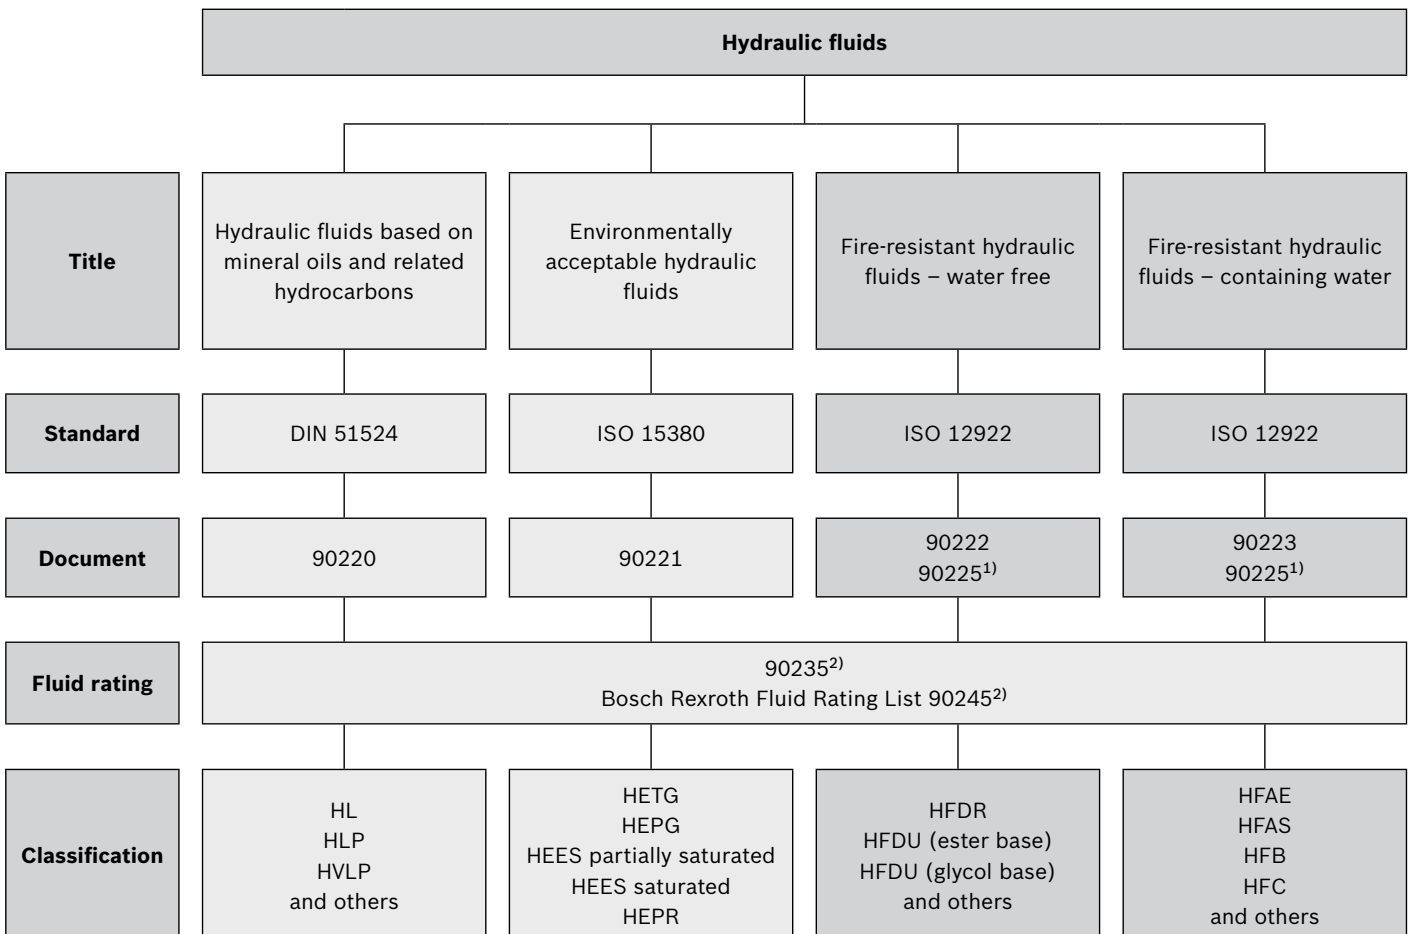 Hydraulic fluids
Title
Hydraulic fluids based on
mineral oils and related
hydrocarbons
Environmentally
acceptable hydraulic
fluids
Fire-resistant hydraulic
fluids – water free
Fire-resistant hydraulic
fluids – containing water
Standard
DIN 51524
ISO 15380
ISO 12922
ISO 12922
Document
90220
90221
90222
90225¹⁾
90223
90225¹⁾
Fluid rating
90235²⁾
Bosch Rexroth Fluid Rating List 90245²⁾
Classification
HL
HLP
HVLP
and others
HETG
HEPG
HEES partially saturated
HEES saturated
HEPR
HFDR
HFDU (ester base)
HFDU (glycol base)
and others
HFAE
HFAS
HFB
HFC
and others